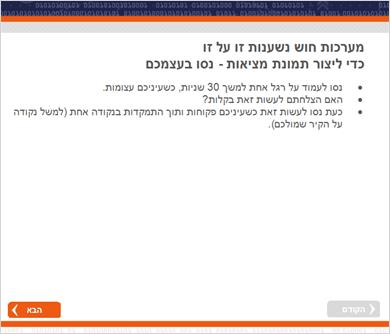 מערכות חוש נשענות זו על זו
כדי ליצור תמונת מציאות - נסו בעצמכם
• נסו לעמוד על רגל אחת למשך 30 שניות, כשעיניכם עצומות.
• האם הצלחתם לעשות זאת בקלות?
• כעת נסו לעשות זאת כשעיניכם פקוחות ותוך התמקדות בנקודה אחת (למשל נקודה
על הקיר שמולכם).
הקודם
הבא